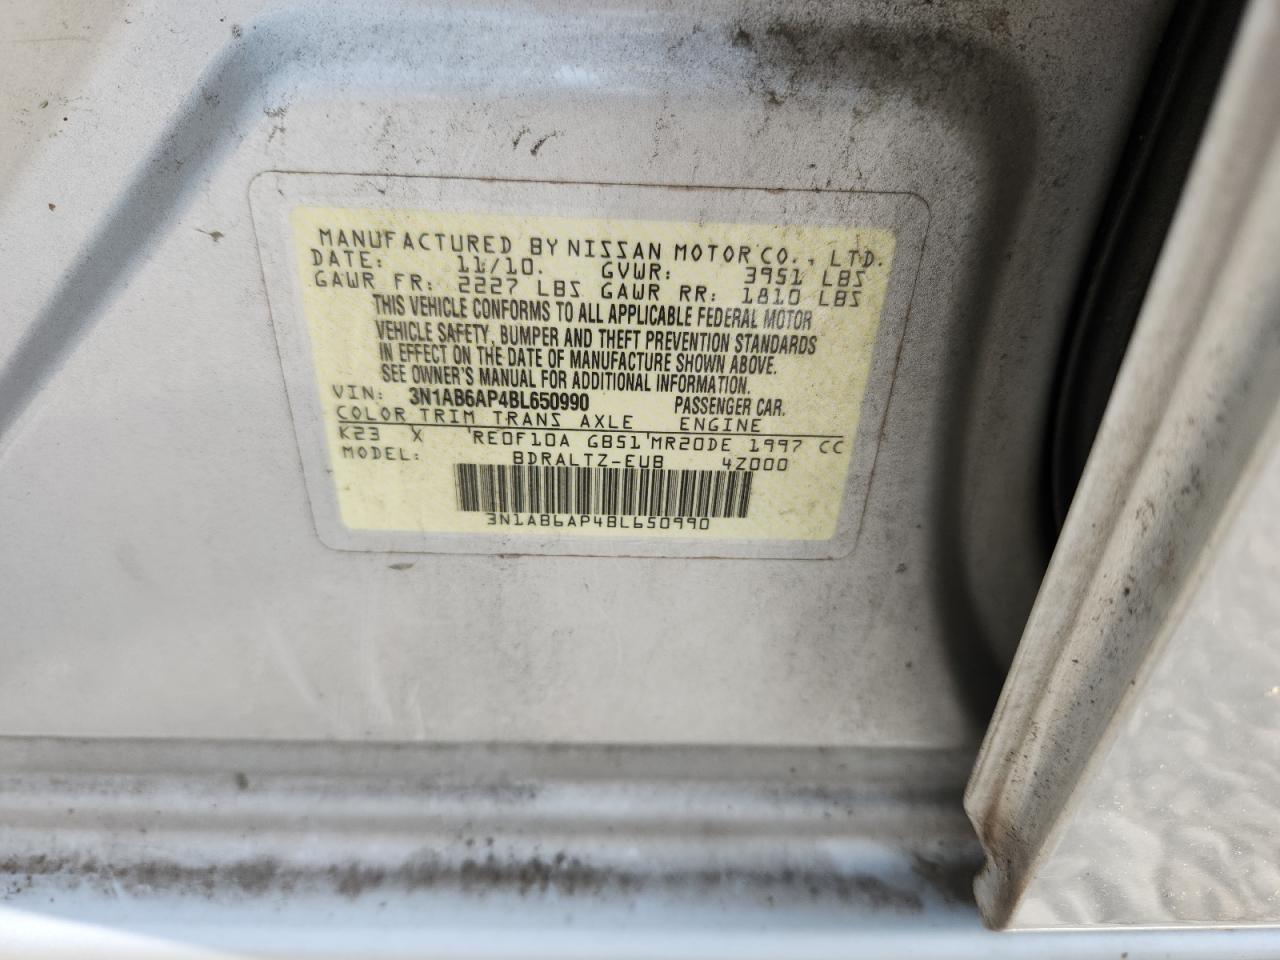 MANUFACTURED BY NISSAN MOTOR CO., LTD.
DATE: 11/10. GVWR: 3951 LBS
GAWR FR: 2227 LBS GAWR RR: 1810 LBS
THIS VEHICLE CONFORMS TO ALL APPLICABLE FEDERAL MOTOR
VEHICLE SAFETY, BUMPER AND THEFT PREVENTION STANDARDS
IN EFFECT ON THE DATE OF MANUFACTURE SHOWN ABOVE.
SEE OWNER'S MANUAL FOR ADDITIONAL INFORMATION.
VIN: 3N1AB6AP4BL650990 PASSENGER CAR.
COLOR TRIM TRANS AXLE ENGINE
K23 X RE0F10A GB51 MR20DE 1997 CC
MODEL: BDRALTZ-EUB 4Z000
3N1AB6AP4BL650990